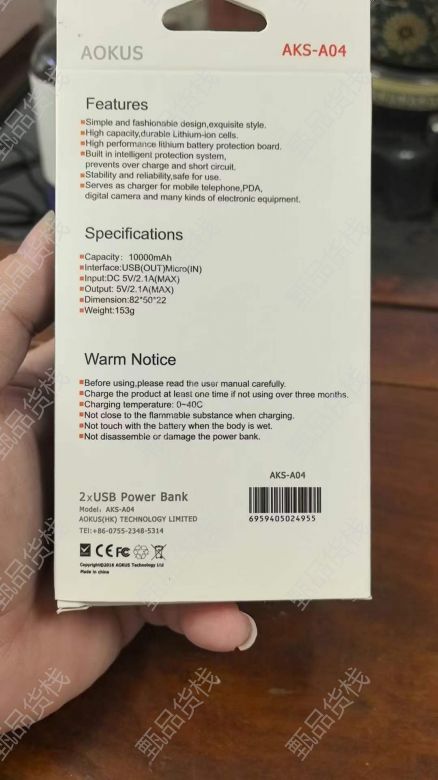 AOKUS
AKS-A04
Features
Simple and fashionable design,exquisite style.
High capacity,durable Lithium-ion cells.
High performance lithium battery protection board.
Built in intelligent protection system,
prevents over charge and short circuit.
Stability and reliability,safe for use.
Serves as charger for mobile telephone,PDA,
digital camera and many kinds of electronic equipment.
Specifications
Capacity: 10000mAh
Interface:USB(OUT)Micro(IN)
Input:DC 5V/2.1A(MAX)
Output: 5V/2.1A(MAX)
Dimension:82*50*22
Weight:153g
Warm Notice
Before using,please read the user manual carefully.
Charge the product at least one time if not using over three months.
Charging temperature: 0~40C
Not close to the flammable substance when charging.
Not touch with the battery when the body is wet.
Not disassemble or damage the power bank.
AKS-A04
6959405024955
2xUSB Power Bank
Model: AKS-A04
AOKUS(HK) TECHNOLOGY LIMITED
TEl:+86-0755-2348-5314
CE FC
Copyright©2016 AOKUS Technology Ltd
Made in china
甄品货栈